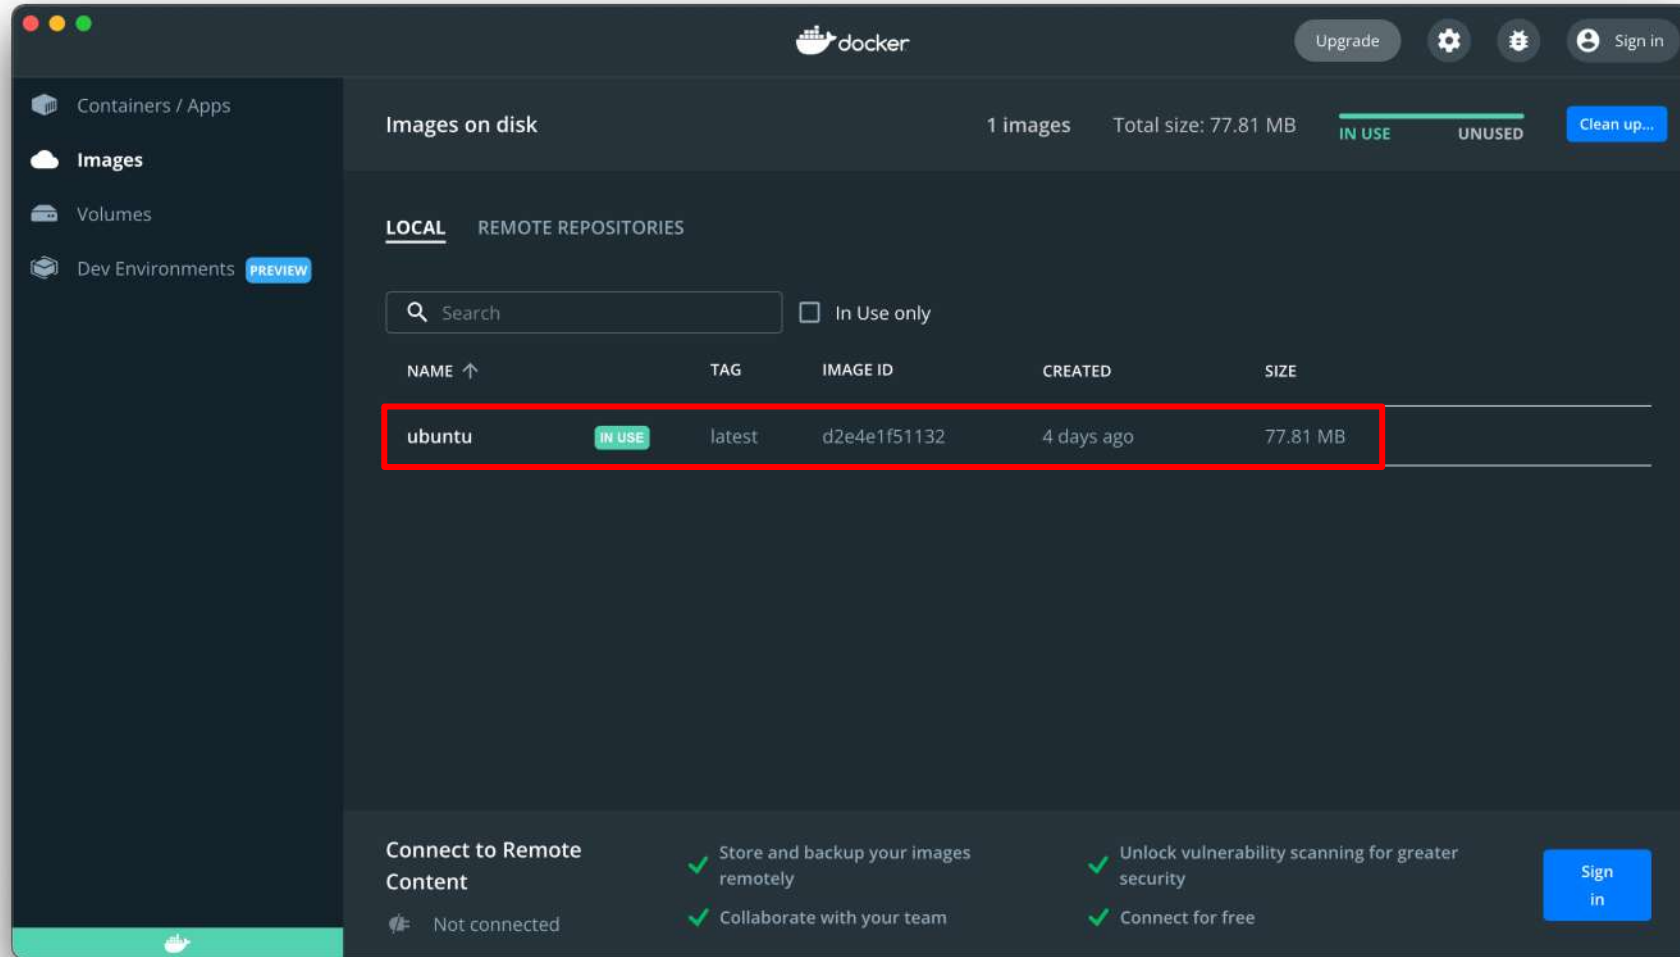 docker
Upgrade
Sign in
Containers / Apps
Images
Volumes
Dev Environments PREVIEW
Images on disk
1 images
Total size: 77.81 MB
IN USE
UNUSED
Clean up...
LOCAL
REMOTE REPOSITORIES
Search
In Use only
NAME TAG IMAGE ID CREATED SIZE
ubuntu IN USE latest d2e4e1f51132 4 days ago 77.81 MB
Connect to Remote
Content
Not connected
Store and backup your images
remotely
Collaborate with your team
Unlock vulnerability scanning for greater
security
Connect for free
Sign
in